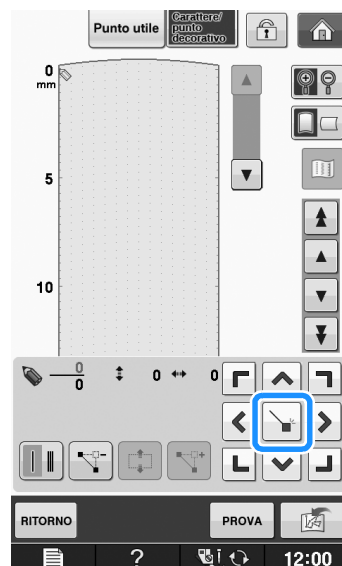 Punto utile
Carattere/
punto
decorativo
0
mm
5
10
0
0
0
0
RITORNO
PROVA
?
12:00